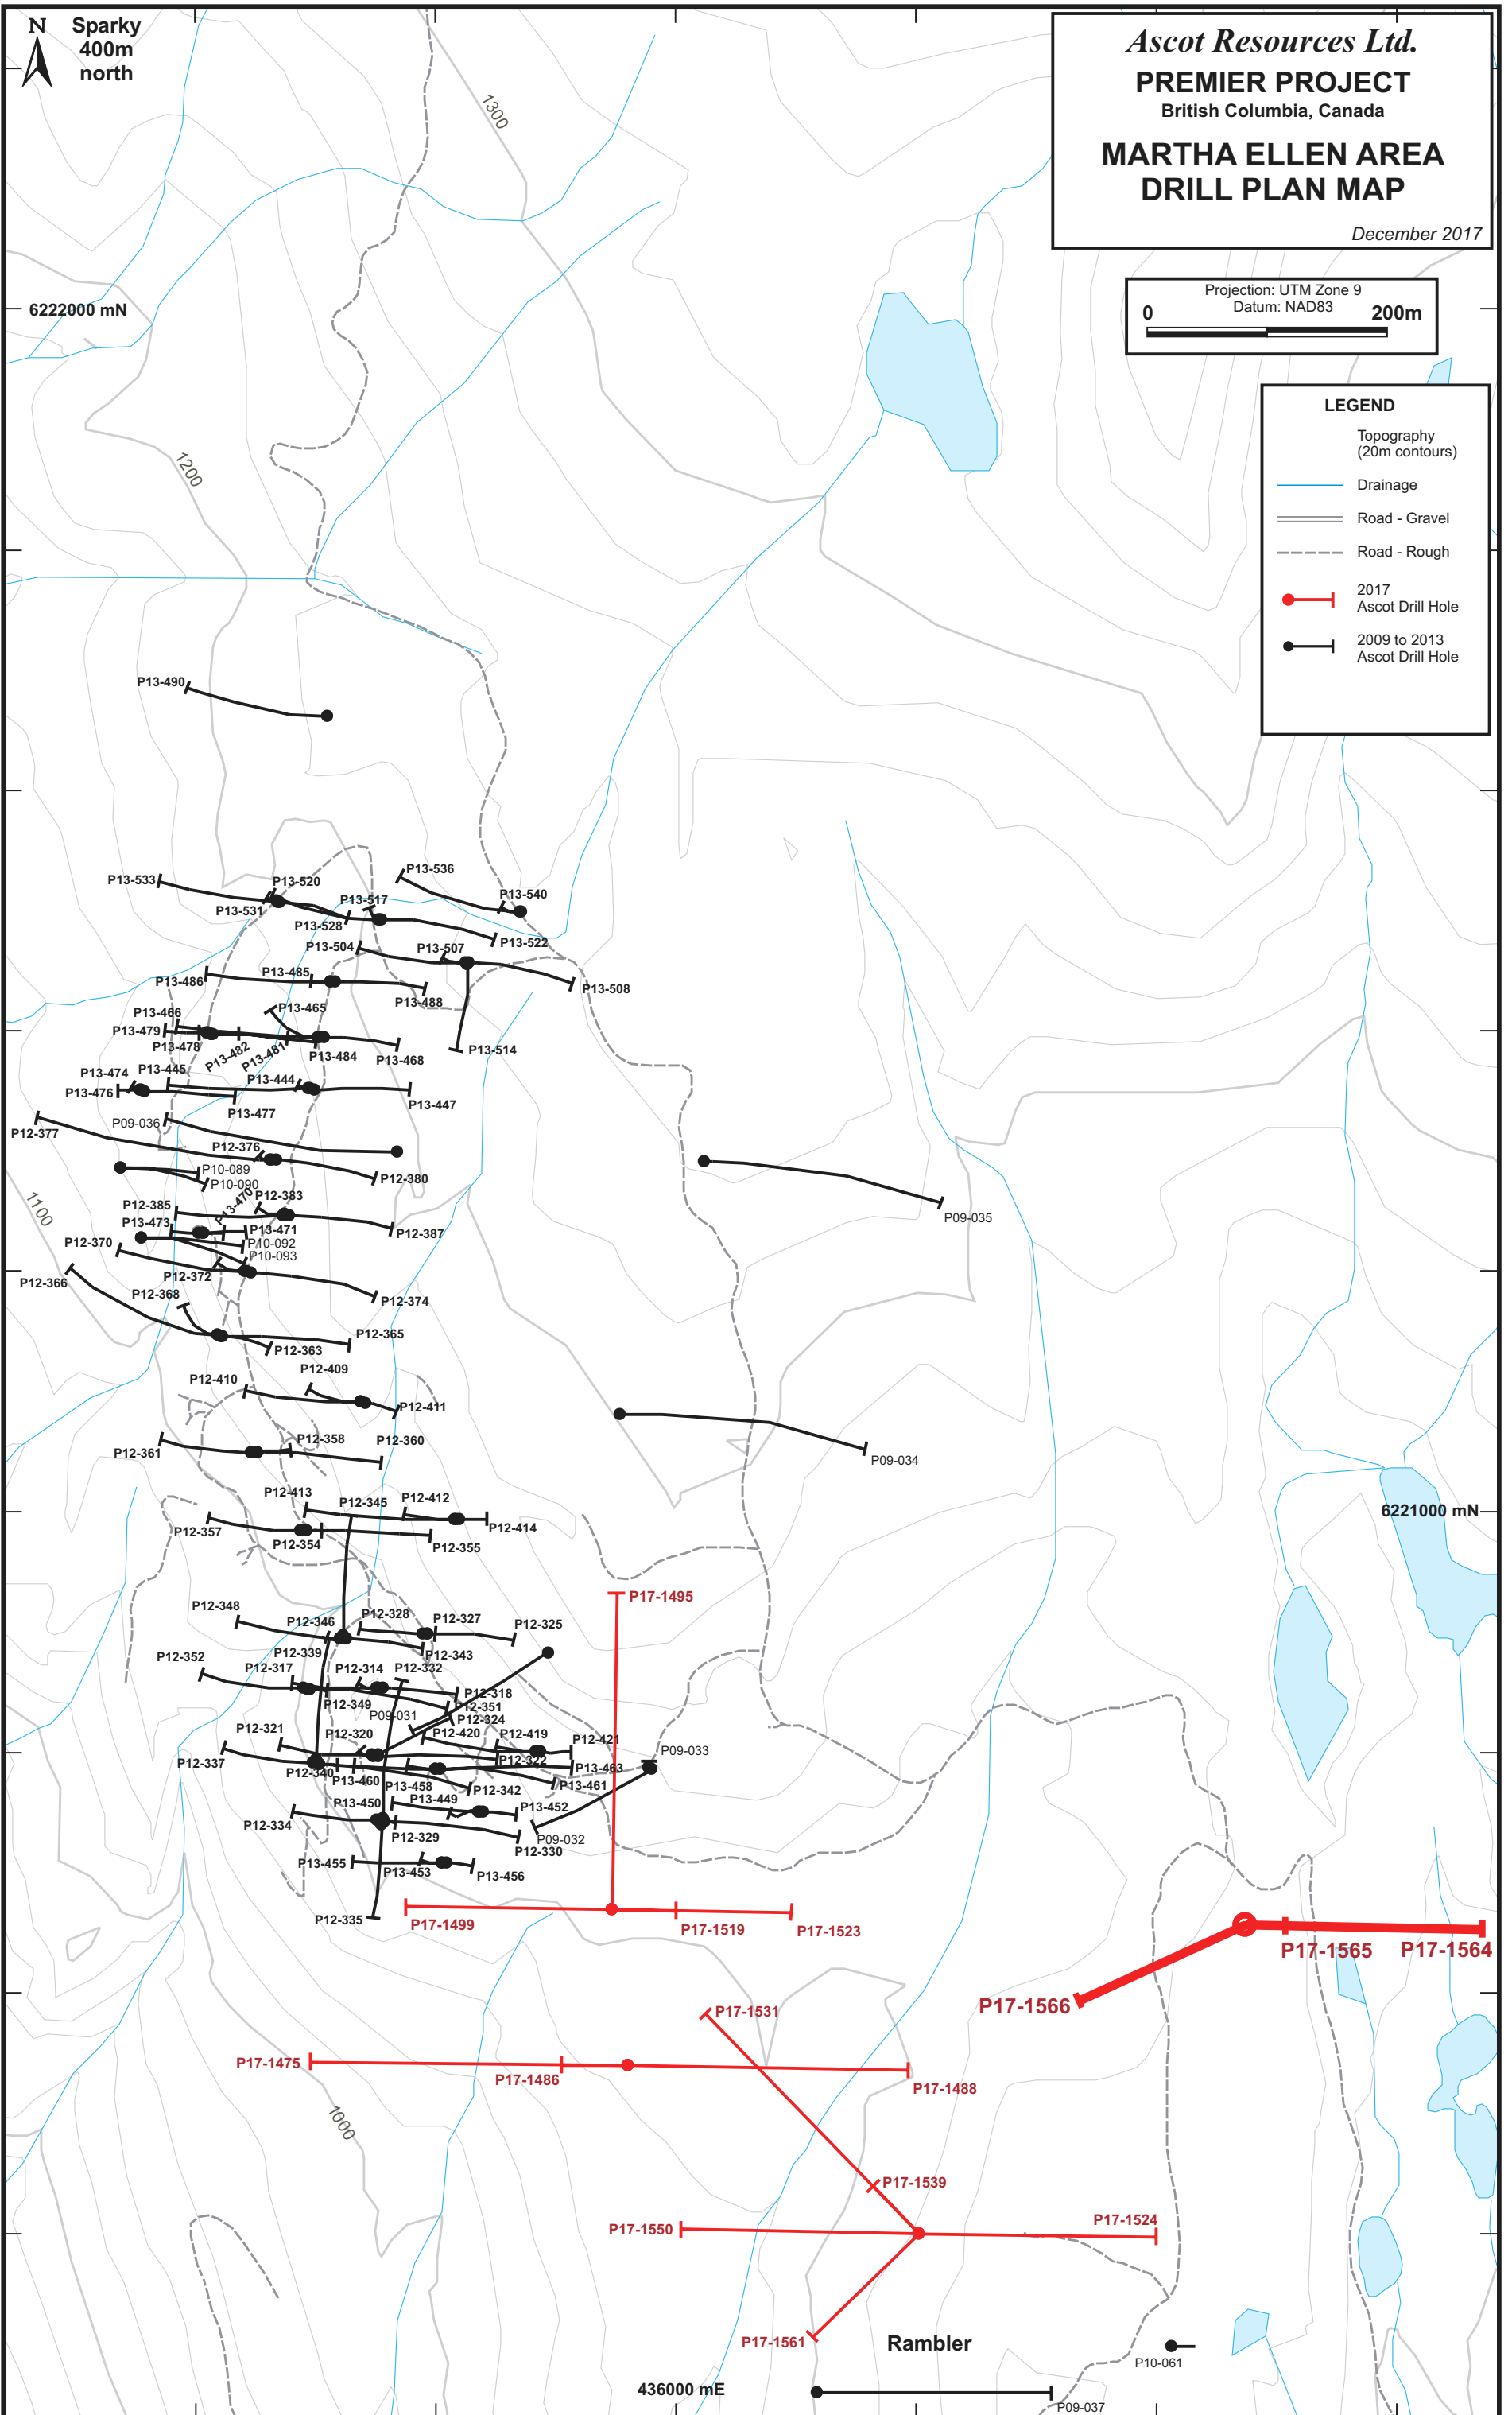 N
Sparky
400m
north
Ascot Resources Ltd.
PREMIER PROJECT
British Columbia, Canada
MARTHA ELLEN AREA
DRILL PLAN MAP
December 2017
1300
6222000 mN
Projection: UTM Zone 9
Datum: NAD83
0
200m
LEGEND
Topography
(20m contours)
Drainage
Road - Gravel
Road - Rough
2017
Ascot Drill Hole
2009 to 2013
Ascot Drill Hole
1200
P13-490
P13-536
P13-533
P13-520
P13-540
P13-517
P13-531
P13-528
P13-522
P13-504
P13-507
P13-485
P13-486
P13-508
P13-488
P13-465
P13-466
P13-479
P13-478
P13-482
P13-481
P13-484
P13-468
P13-514
P13-474
P13-445
P13-444
P13-476
P13-447
P13-477
P09-036
P12-377
P12-376
P10-089
P12-380
P10-090
P13-470
P12-383
P12-385
P09-035
1100
P13-473
P13-471
P12-387
P10-092
P12-370
P10-093
P12-372
P12-366
P12-368
P12-374
P12-365
P12-363
P12-409
P12-410
P12-411
P12-358
P12-360
P12-361
P09-034
P12-413
P12-345
P12-412
6221000 mN
P12-414
P12-357
P12-354
P12-355
P17-1495
P12-348
P12-328
P12-346
P12-327
P12-325
P12-339
P12-343
P12-352
P12-317
P12-314
P12-332
P12-318
P12-349
P12-351
P09-031
P12-324
P12-321
P12-320
P12-420
P12-419
P12-421
P09-033
P12-322
P12-337
P13-463
P12-340
P13-460
P13-458
P13-461
P12-342
P13-449
P13-450
P13-452
P12-334
P12-329
P09-032
P12-330
P13-455
P13-453
P13-456
P12-335
P17-1499
P17-1519
P17-1523
P17-1565
P17-1564
P17-1566
P17-1531
P17-1475
P17-1486
P17-1488
1000
P17-1539
P17-1524
P17-1550
P17-1561
Rambler
P10-061
436000 mE
P09-037